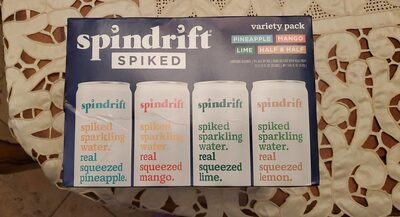 spindrift
SPIKED
variety pack
PINEAPPLE MANGO
LIME HALF & HALF
spindrift
spiked
sparkling
water.
real
squeezed
pineapple.
spindrift
spiked
sparkling
water.
real
squeezed
mango.
spindrift
spiked
sparkling
water.
real
squeezed
lime.
spindrift
spiked
sparkling
water.
real
squeezed
lemon.